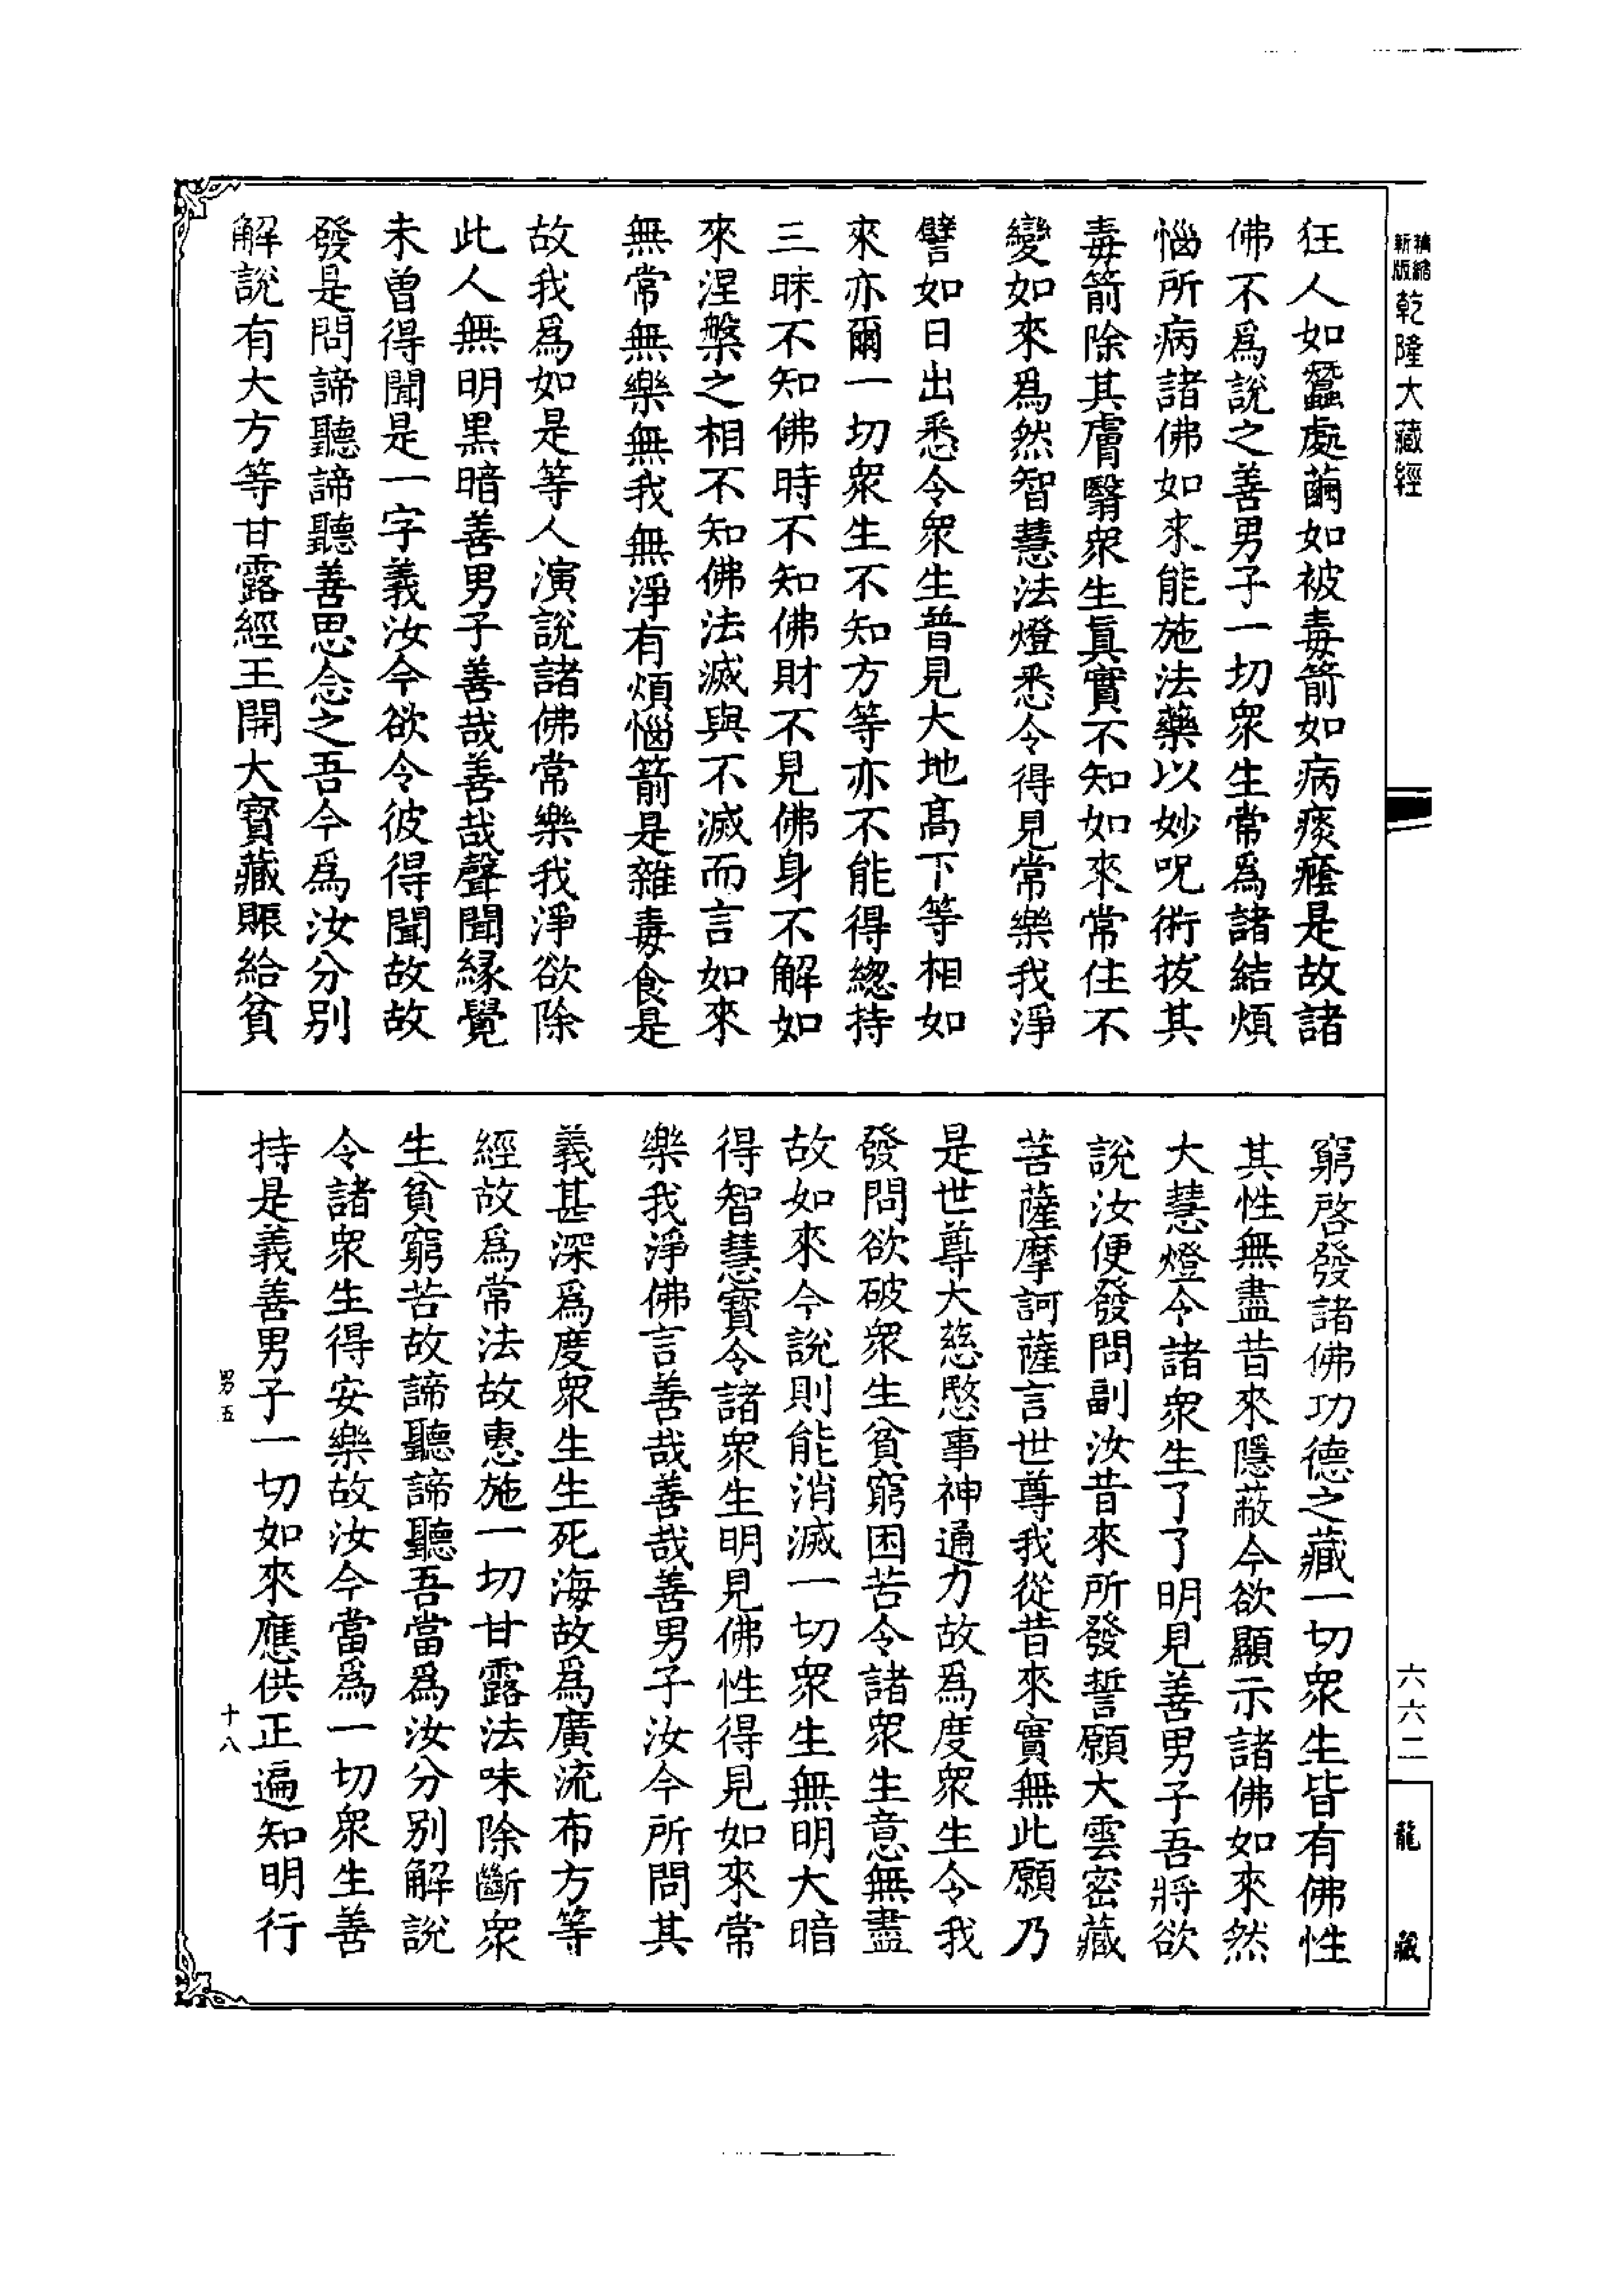 精縮
新版
乾隆大藏經
狂人如蠶處繭如被毒箭如病痰癊是故諸
佛不爲說之善男子一切衆生常爲諸結煩
惱所病諸佛如來能施法藥以妙呪術拔其
毒箭除其膚翳衆生眞實不知如來常住不
變如來爲然智慧法燈悉令得見常樂我淨
譬如日出悉令衆生普見大地高下等相如
來亦爾一切衆生不知方等亦不能得緫持
三昧不知佛時不知佛財不見佛身不解如
來涅槃之相不知佛法滅與不滅而言如來
無常無樂無我無淨有煩惱箭是雜毒食是
故我爲如是等人演說諸佛常樂我淨欲除
此人無明黑暗善男子善哉善哉聲聞緣覺
未曾得聞是一字義汝今欲令彼得聞故故
發是問諦聽諦聽善思念之吾今爲汝分別
解說有大方等甘露經王開大寳藏賑給貧
窮啓發諸佛功德之藏一切衆生皆有佛性
其性無盡昔來隱蔽今欲顯示諸佛如來然
大慧燈令諸衆生了了明見善男子吾將欲
說汝便發問副汝昔來所發誓願大雲密藏
菩薩摩訶薩言世尊我從昔來實無此願乃
是世尊大慈愍事神通力故爲度衆生令我
發問欲破衆生貧窮困苦令諸衆生意無盡
故如來今說則能消滅一切衆生無明大暗
得智慧寳令諸衆生明見佛性得見如來常
樂我淨佛言善哉善哉善男子汝今所問其
義甚深爲度衆生生死海故爲廣流布方等
經故爲常法故惠施一切甘露法味除斷衆
生貧窮苦故諦聽諦聽吾當爲汝分別解說
令諸衆生得安樂故汝今當爲一切衆生善
持是義善男子一切如來應供正遍知明行
男五
十八
六六二
龍藏